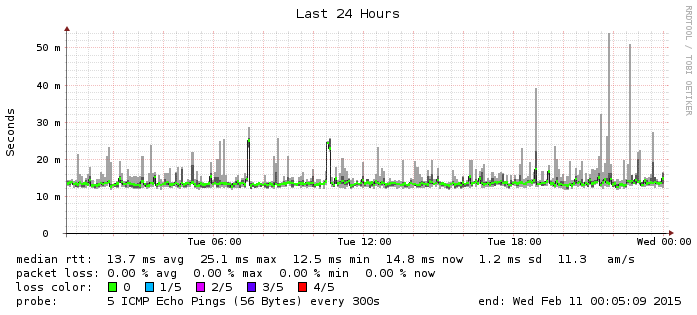 Last 24 Hours
RRDTOOL / TOBI OETIKER
Seconds
50 m
40 m
30 m
20 m
10 m
0
Tue 06:00 Tue 12:00 Tue 18:00 Wed 00:00
median rtt: 13.7 ms avg 25.1 ms max 12.5 ms min 14.8 ms now 1.2 ms sd 11.3 am/s
packet loss: 0.00 % avg 0.00 % max 0.00 % min 0.00 % now
loss color: 0 1/5 2/5 3/5 4/5
probe: 5 ICMP Echo Pings (56 Bytes) every 300s end: Wed Feb 11 00:05:09 2015